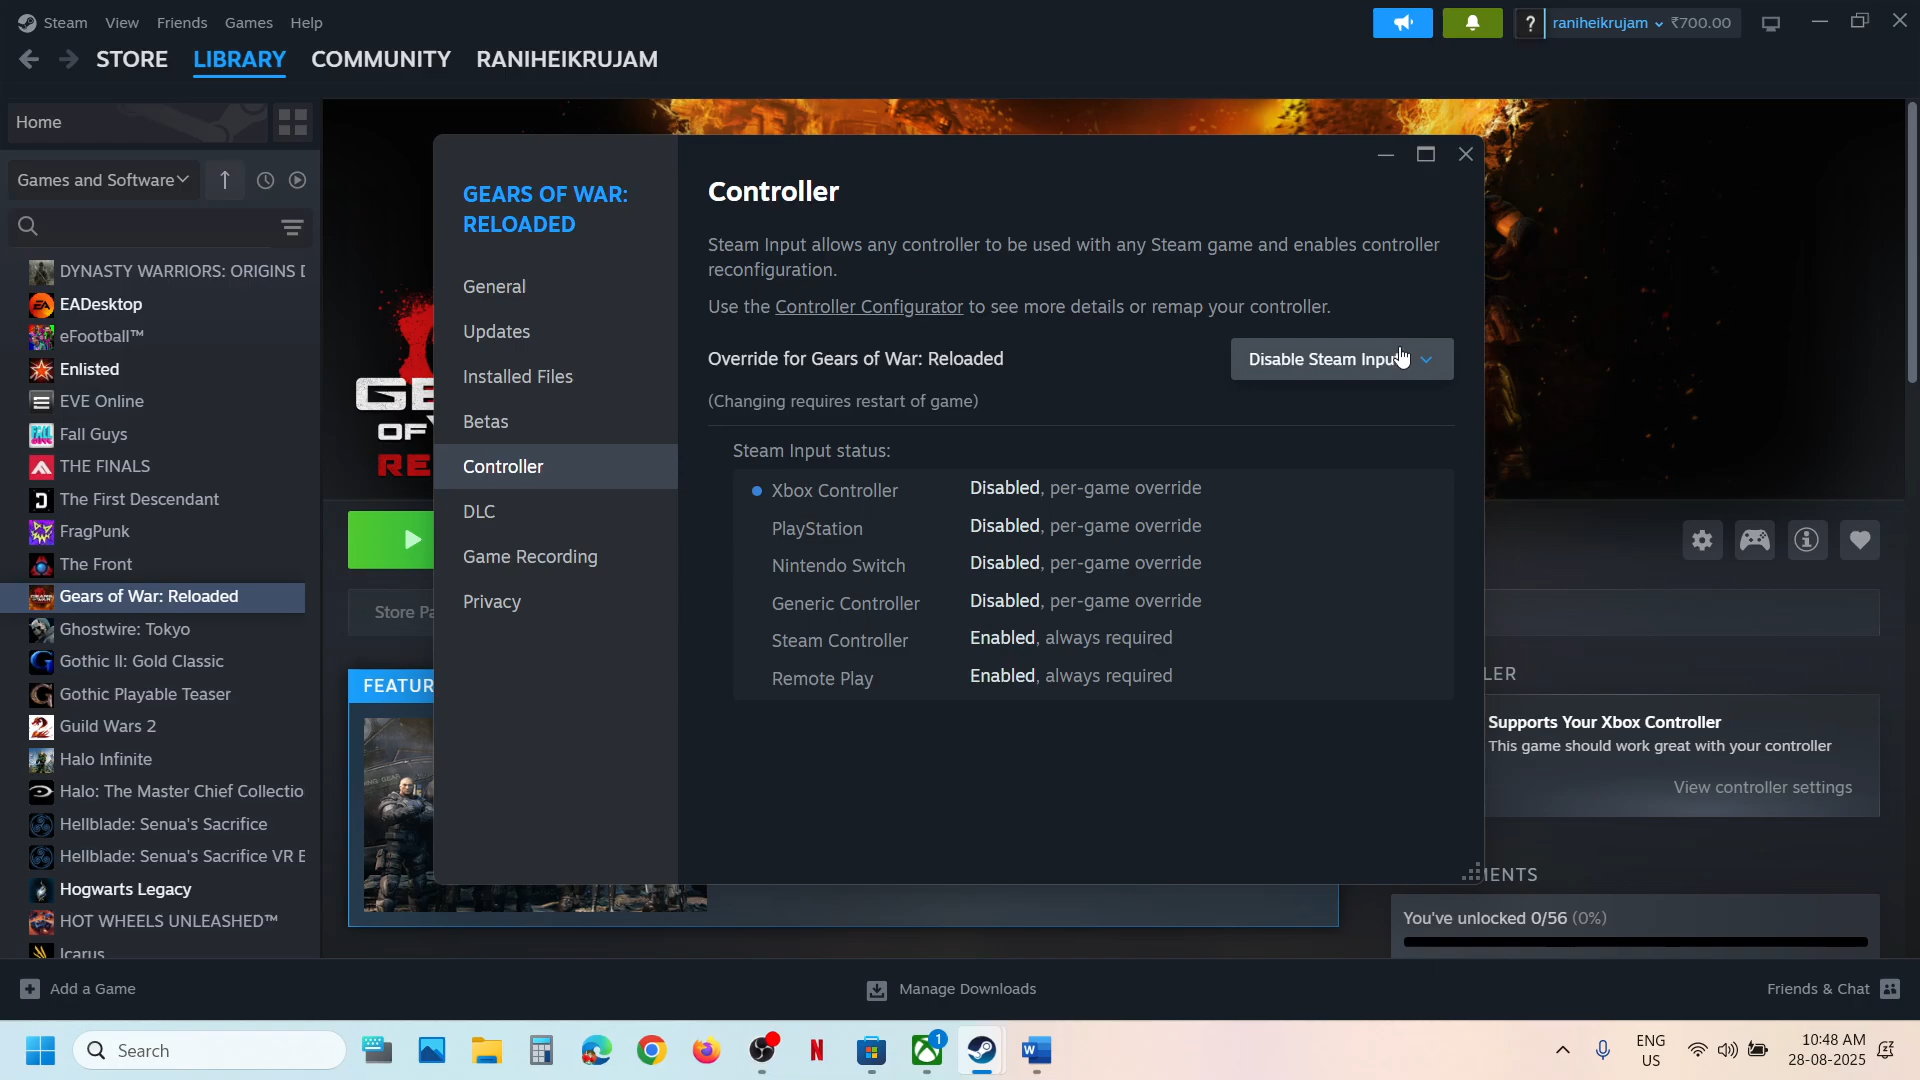 Steam View Friends Games Help
raniheikrujam ₹700.00
STORE LIBRARY COMMUNITY RANIHEIKRUJAM
Home
Games and Software
DYNASTY WARRIORS: ORIGINS
EADesktop
eFootball™
Enlisted
EVE Online
Fall Guys
THE FINALS
The First Descendant
FragPunk
The Front
Gears of War: Reloaded
Ghostwire: Tokyo
Gothic II: Gold Classic
Gothic Playable Teaser
Guild Wars 2
Halo Infinite
Halo: The Master Chief Collectio
Hellblade: Senua's Sacrifice
Hellblade: Senua's Sacrifice VR E
Hogwarts Legacy
HOT WHEELS UNLEASHED™
Icarus
GE
OF
RE
Store Pa
FEATUR
GEARS OF WAR:
RELOADED
General
Updates
Installed Files
Betas
Controller
DLC
Game Recording
Privacy
Controller
Steam Input allows any controller to be used with any Steam game and enables controller
reconfiguration.
Use the Controller Configurator to see more details or remap your controller.
Override for Gears of War: Reloaded Disable Steam Input
(Changing requires restart of game)
Steam Input status:
Xbox Controller Disabled, per-game override
PlayStation Disabled, per-game override
Nintendo Switch Disabled, per-game override
Generic Controller Disabled, per-game override
Steam Controller Enabled, always required
Remote Play Enabled, always required
LER
Supports Your Xbox Controller
This game should work great with your controller
View controller settings
MENTS
You've unlocked 0/56 (0%)
Add a Game Manage Downloads Friends & Chat
Search
1
ENG
US
10:48 AM
28-08-2025